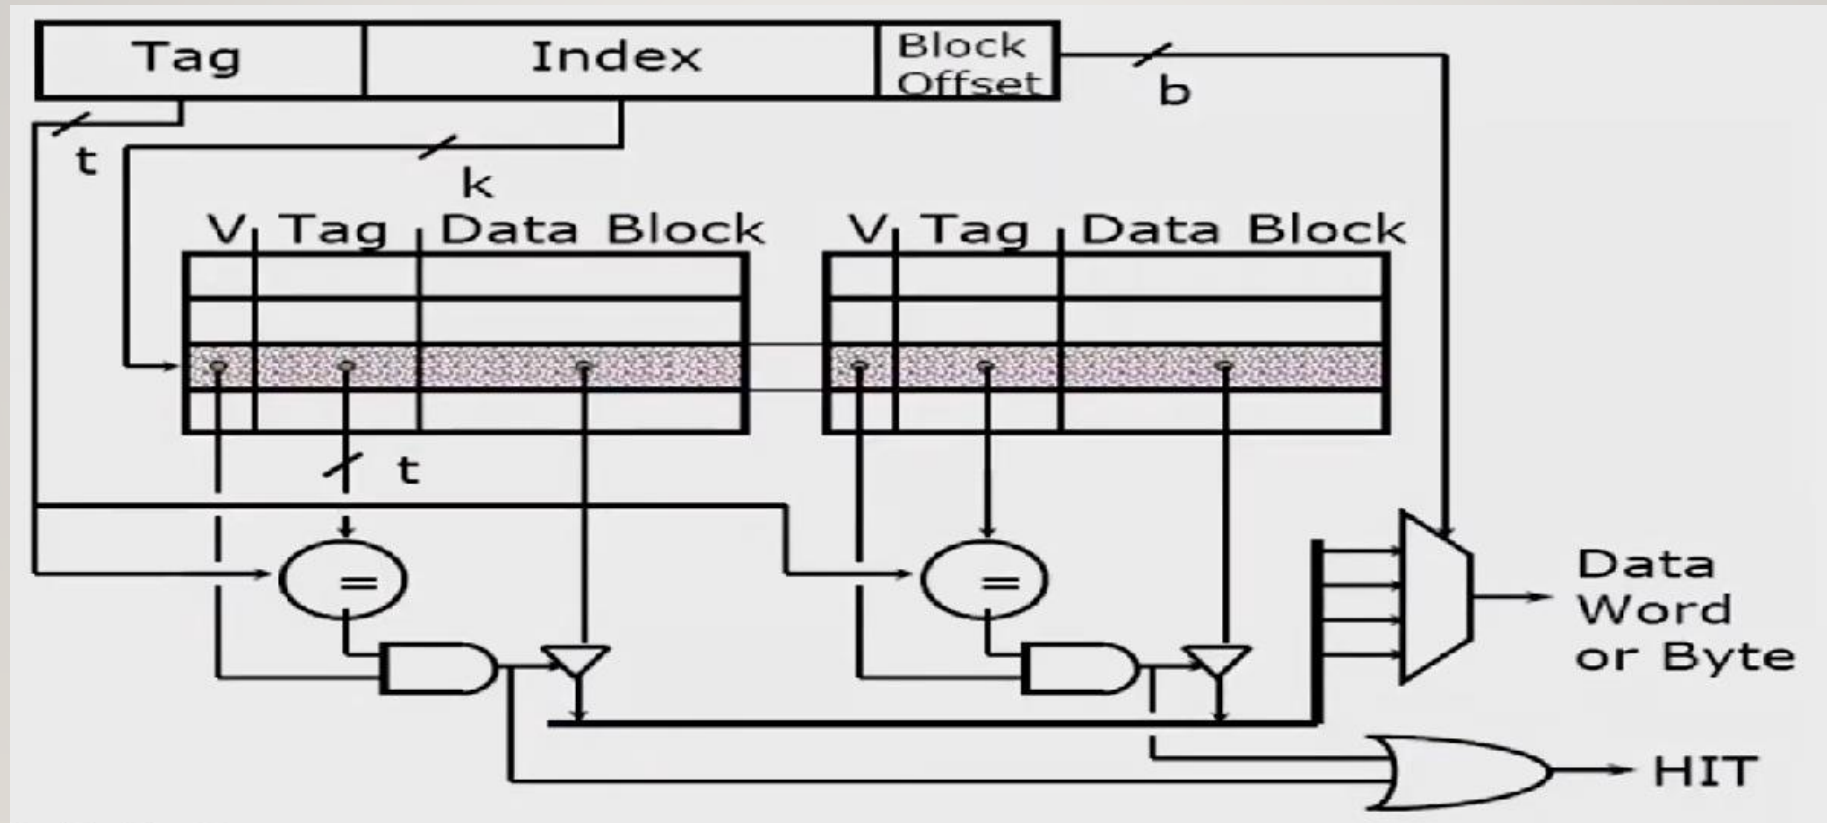 Tag
Index
Block
Offset
b
t
k
V Tag Data Block
V Tag Data Block
t
=
=
Data
Word
or Byte
HIT